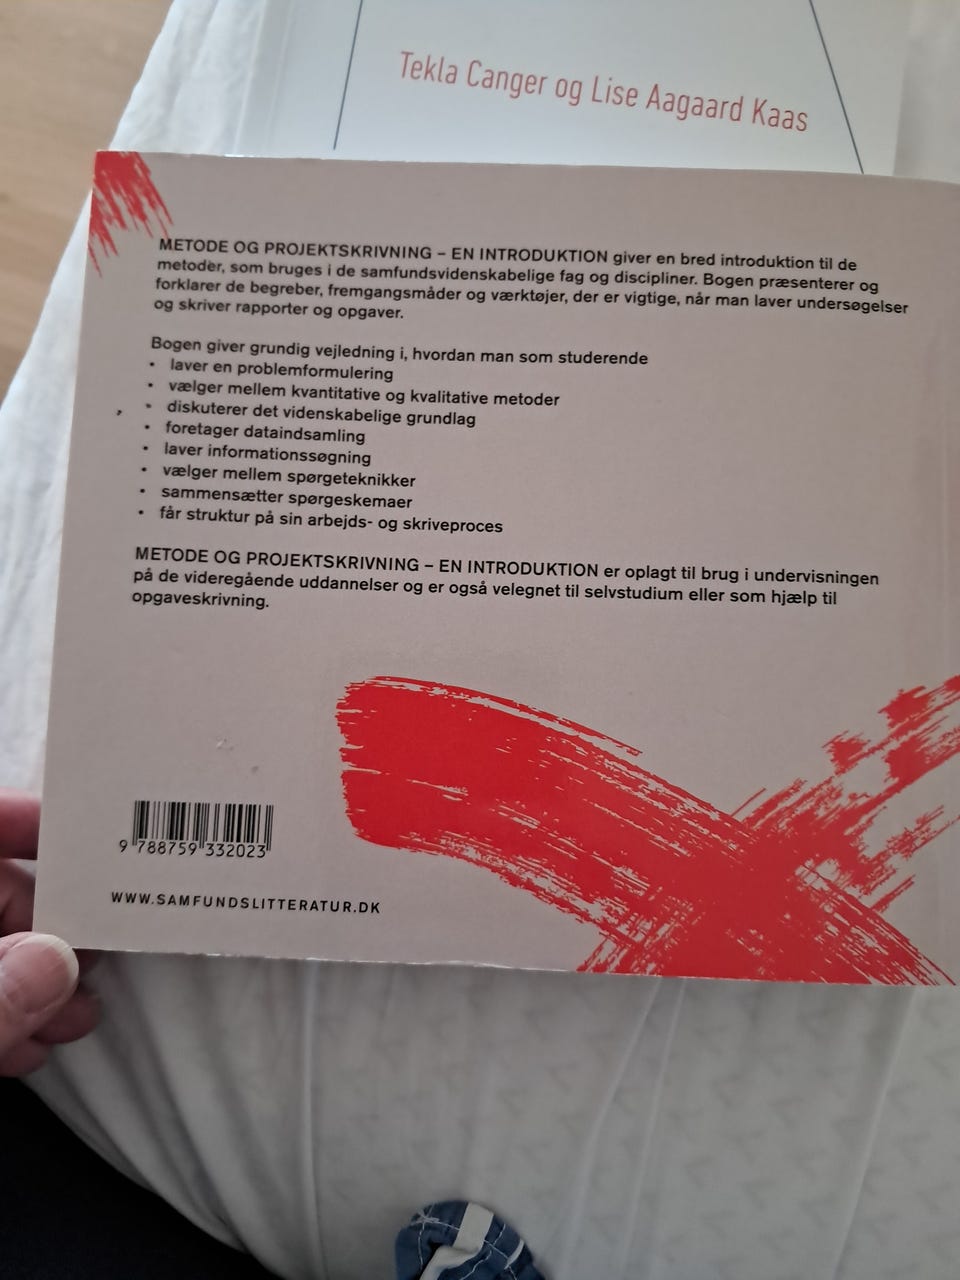 Tekla Canger og Lise Aagaard Kaas
METODE OG PROJEKTSKRIVNING – EN INTRODUKTION giver en bred introduktion til de
metoder, som bruges i de samfundsvidenskabelige fag og discipliner. Bogen præsenterer og
forklarer de begreber, fremgangsmåder og værktøjer, der er vigtige, når man laver undersøgelser
og skriver rapporter og opgaver.
Bogen giver grundig vejledning i, hvordan man som studerende
• laver en problemformulering
• vælger mellem kvantitative og kvalitative metoder
• diskuterer det videnskabelige grundlag
• foretager dataindsamling
• laver informationssøgning
• vælger mellem spørgeteknikker
• sammensætter spørgeskemaer
• får struktur på sin arbejds- og skriveproces
METODE OG PROJEKTSKRIVNING – EN INTRODUKTION er oplagt til brug i undervisningen
på de videregående uddannelser og er også velegnet til selvstudium eller som hjælp til
opgaveskrivning.
9 788759 332023
WWW.SAMFUNDSLITTERATUR.DK